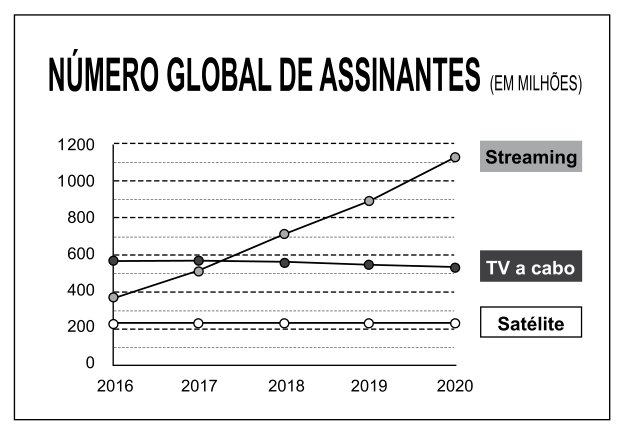 NÚMERO GLOBAL DE ASSINANTES (EM MILHÕES)
1200
1000
800
600
400
200
0
2016 2017 2018 2019 2020
Streaming
TV a cabo
Satélite